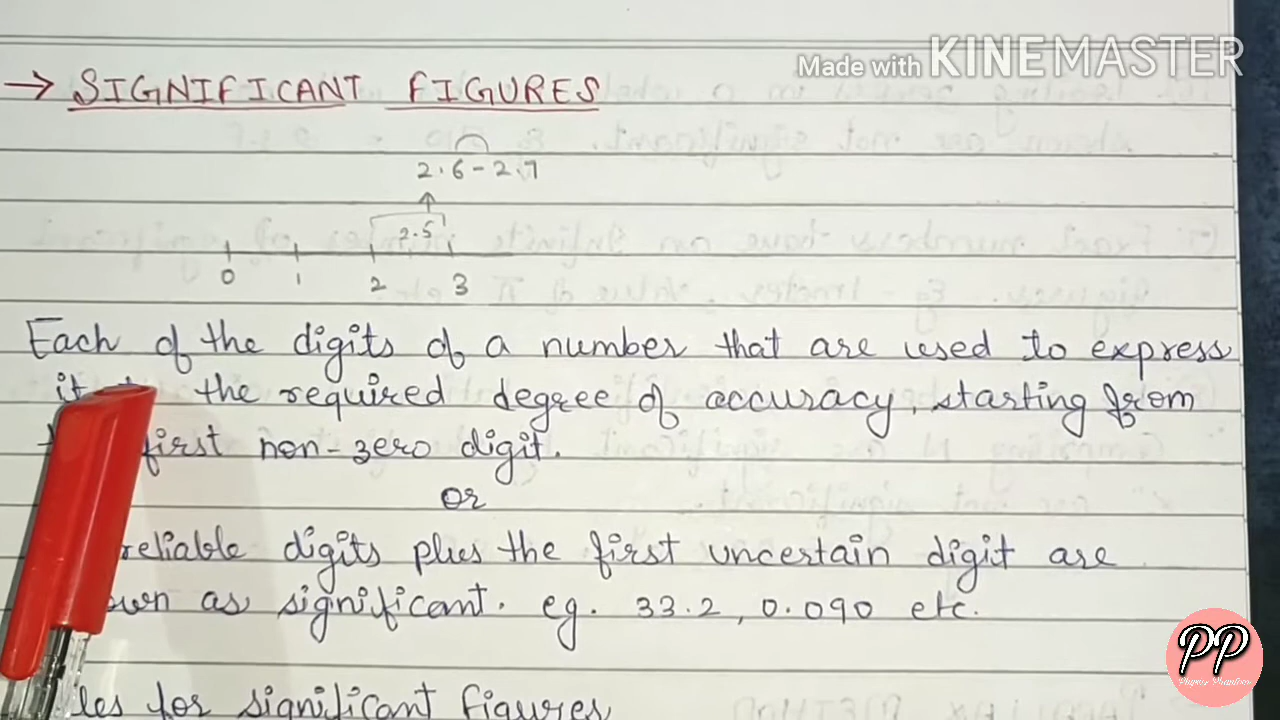 Made with KINEMASTER
→ SIGNIFICANT FIGURES
2.6 - 2.7
2.5
0 1 2 3
Each of the digits of a number that are used to express
it the required degree of accuracy, starting from
first non-zero digit.
or
reliable digits plus the first uncertain digit are
as significant. eg. 33.2, 0.090 etc.
for significant figures
PP